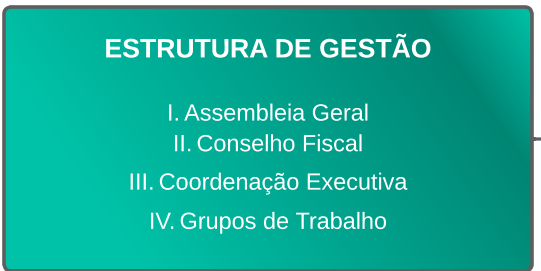 ESTRUTURA DE GESTÃO
I. Assembleia Geral
II. Conselho Fiscal
III. Coordenação Executiva
IV. Grupos de Trabalho